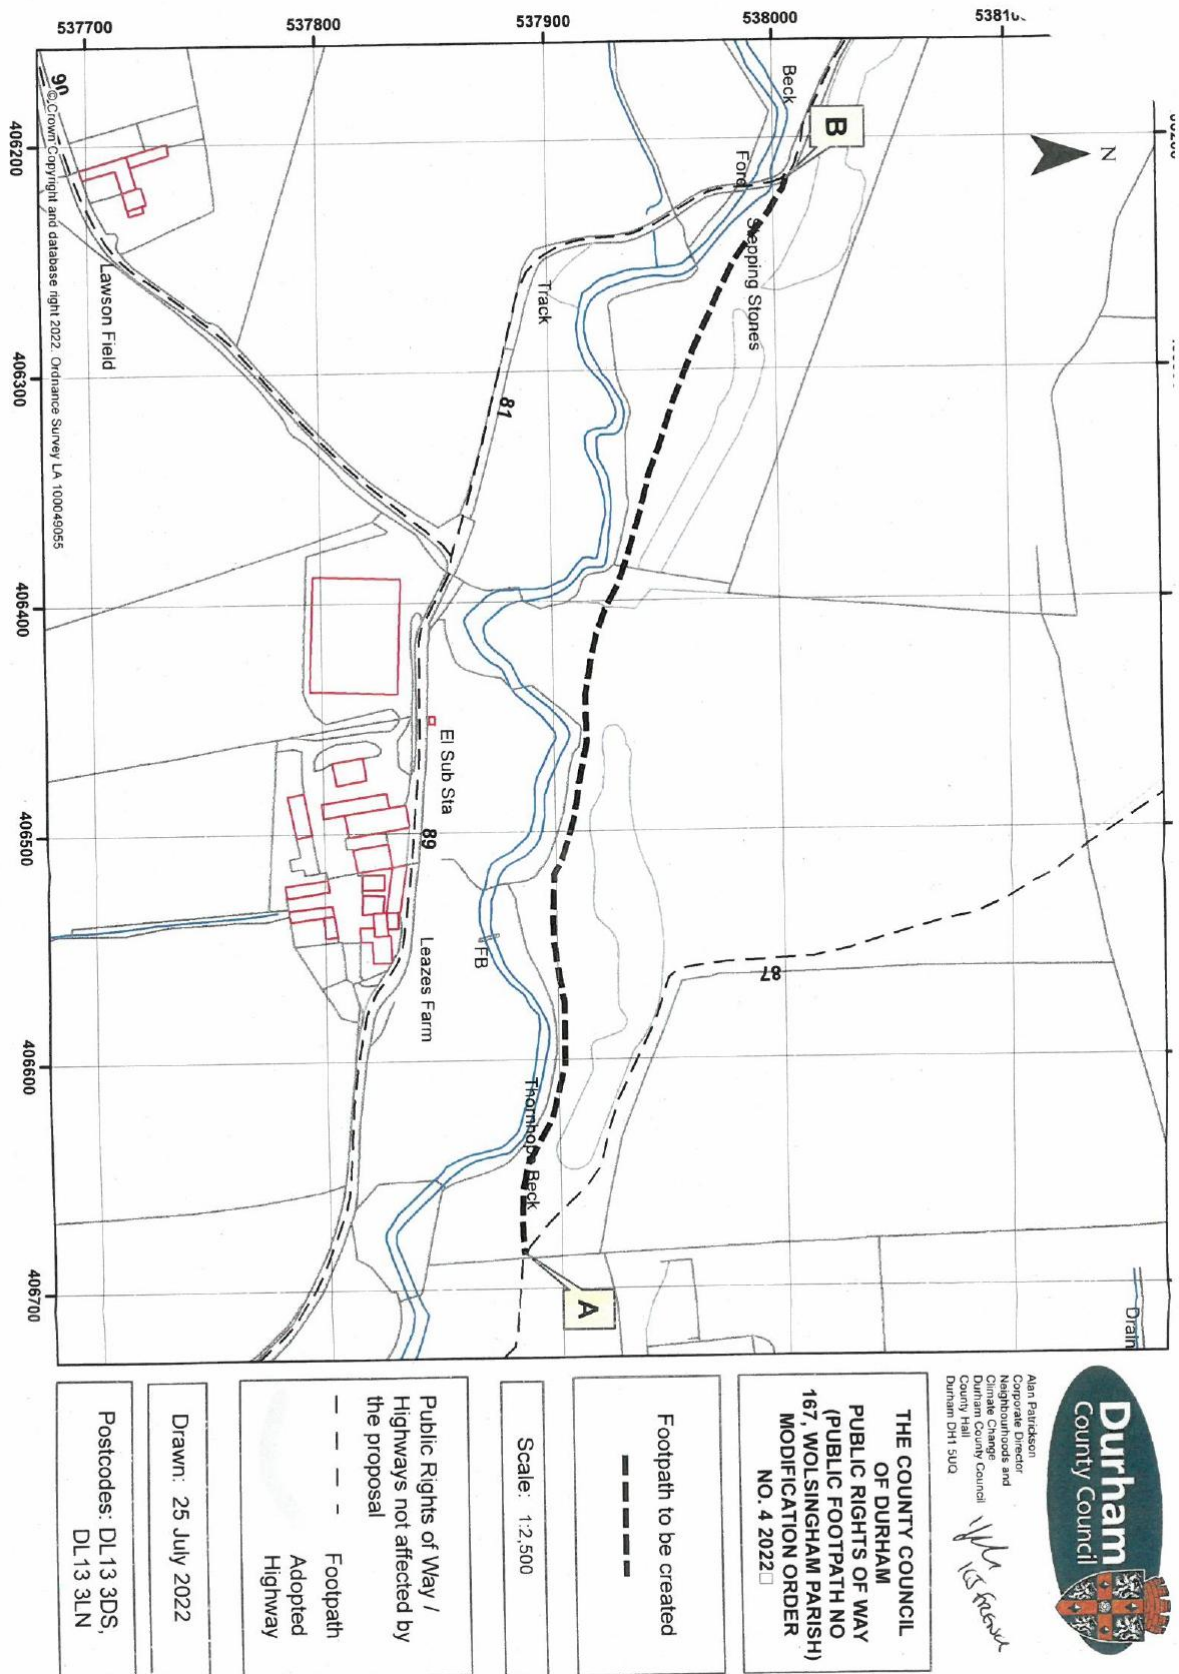 537700
537800
537900
538000
5381
406200
406300
406400
406500
406600
406700
N
B
A
Beck
Ford
Stepping Stones
Track
81
90
Lawson Field
El Sub Sta
89
Leazes Farm
FB
Thornhope Beck
87
Drain
© Crown Copyright and database right 2022. Ordnance Survey LA 100049055
Durham
County Council
Alan Patrickson
Corporate Director
Neighbourhoods and
Climate Change
Durham County Council
County Hall
Durham DH1 5UQ
THE COUNTY COUNCIL
OF DURHAM
PUBLIC RIGHTS OF WAY
(PUBLIC FOOTPATH NO
167, WOLSINGHAM PARISH)
MODIFICATION ORDER
NO. 4 2022
Footpath to be created
Scale: 1:2,500
Public Rights of Way /
Highways not affected by
the proposal
Footpath
Adopted
Highway
Drawn: 25 July 2022
Postcodes: DL13 3DS,
DL13 3LN